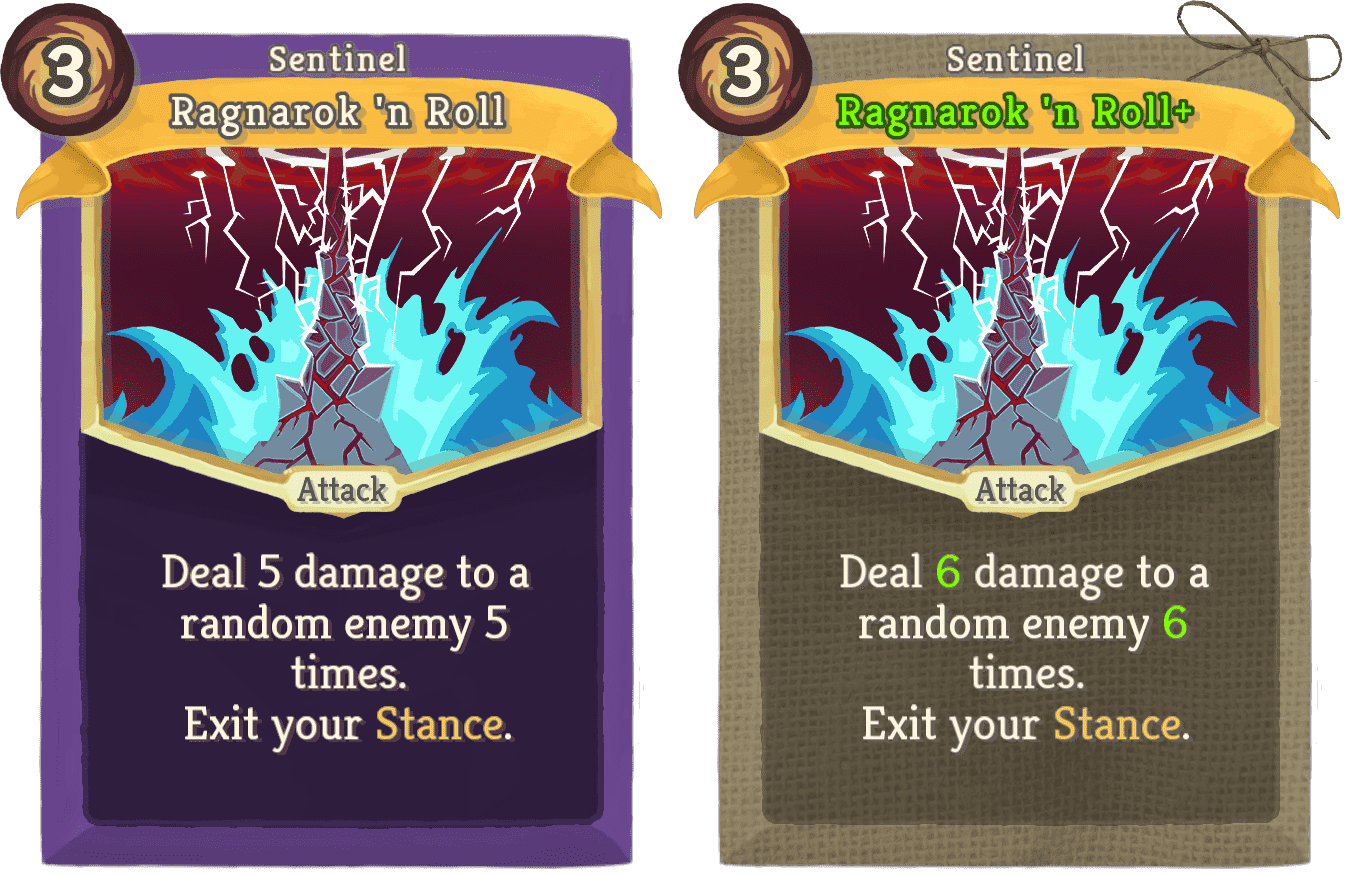 3
Sentinel
Ragnarok 'n Roll
Attack
Deal 5 damage to a
random enemy 5
times.
Exit your Stance.
3
Sentinel
Ragnarok 'n Roll+
Attack
Deal 6 damage to a
random enemy 6
times.
Exit your Stance.